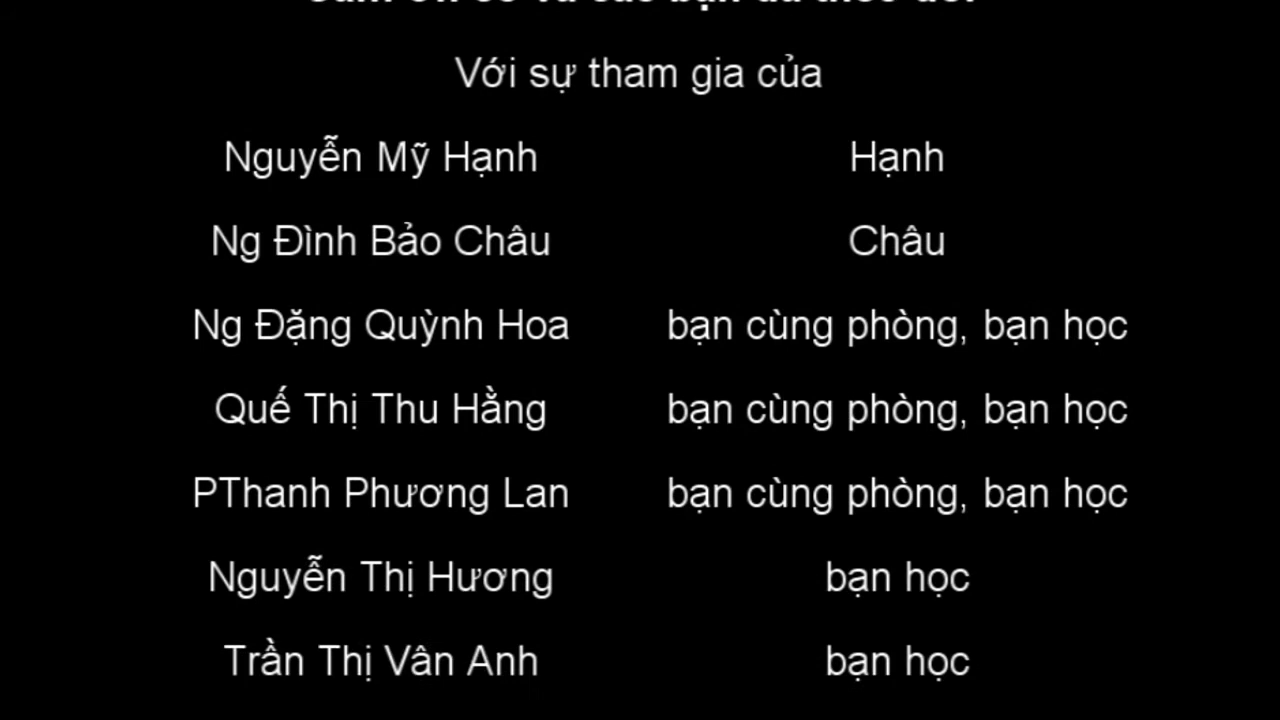 Với sự tham gia của
Nguyễn Mỹ Hạnh Hạnh
Ng Đình Bảo Châu Châu
Ng Đặng Quỳnh Hoa bạn cùng phòng, bạn học
Quế Thị Thu Hằng bạn cùng phòng, bạn học
PThanh Phương Lan bạn cùng phòng, bạn học
Nguyễn Thị Hương bạn học
Trần Thị Vân Anh bạn học